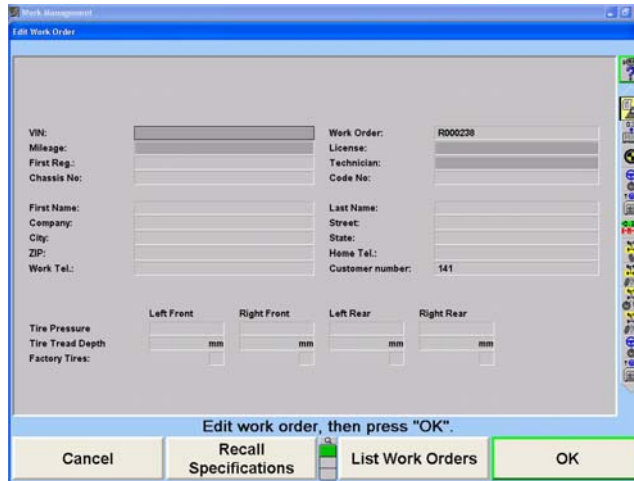 Work Management
Edit Work Order
VIN:
Work Order: R000238
Mileage:
License:
First Reg.:
Technician:
Chassis No:
Code No:
First Name:
Last Name:
Company:
Street:
City:
State:
ZIP:
Home Tel.:
Work Tel.:
Customer number: 141
Left Front Right Front Left Rear Right Rear
Tire Pressure
Tire Tread Depth mm mm mm mm
Factory Tires:
Edit work order, then press "OK".
Cancel
Recall
Specifications
List Work Orders
OK